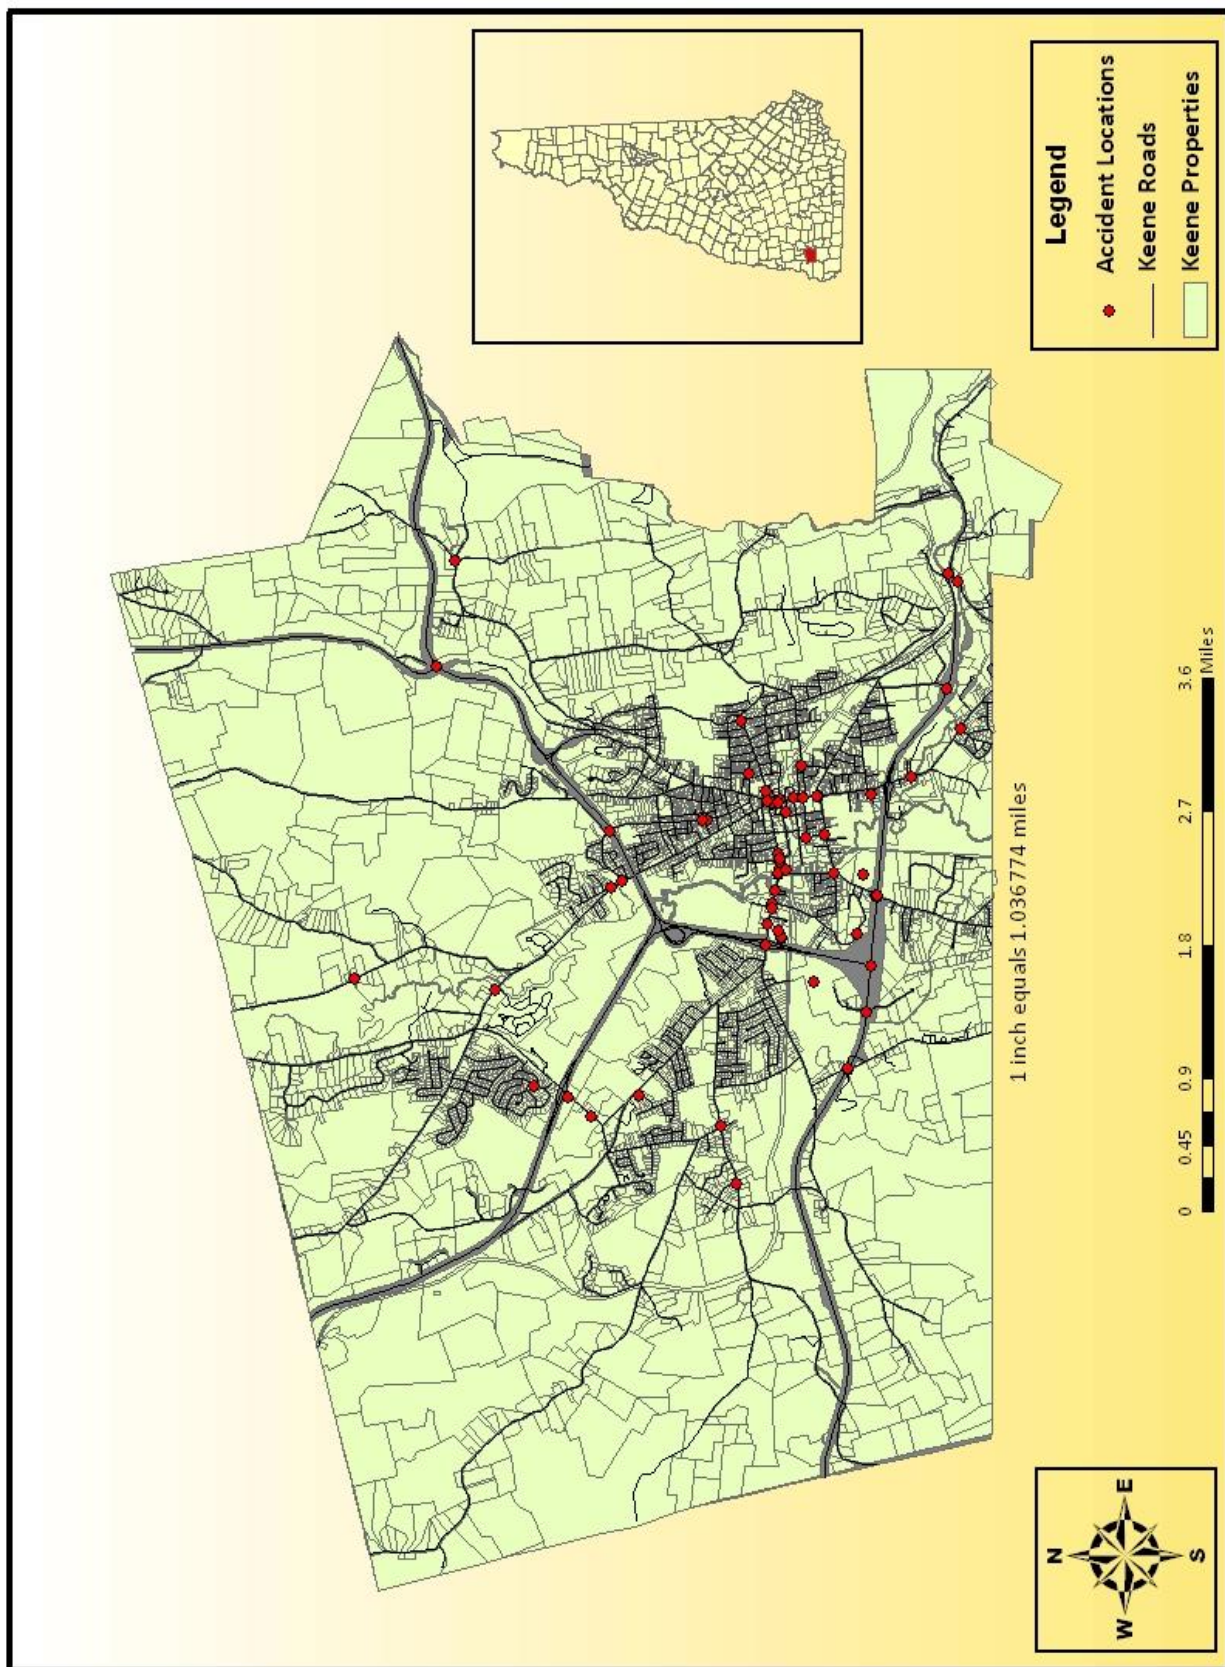 Legend
Accident Locations
Keene Roads
Keene Properties
1 inch equals 1.036774 miles
0 0.45 0.9 1.8 2.7 3.6
Miles
N
W E
S